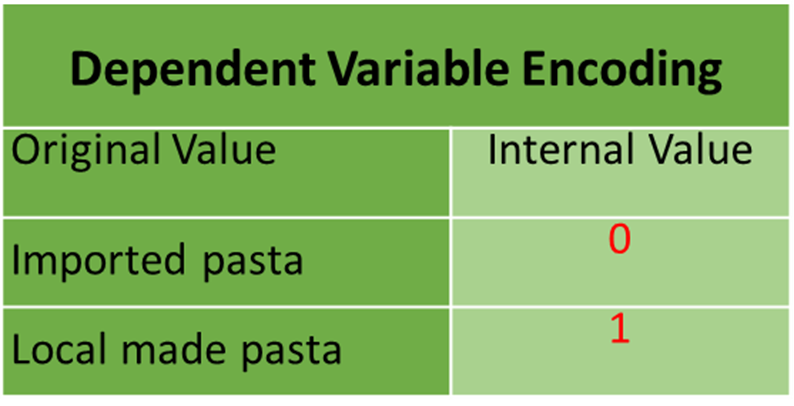 Dependent Variable Encoding
Original Value Internal Value
Imported pasta 0
Local made pasta 1